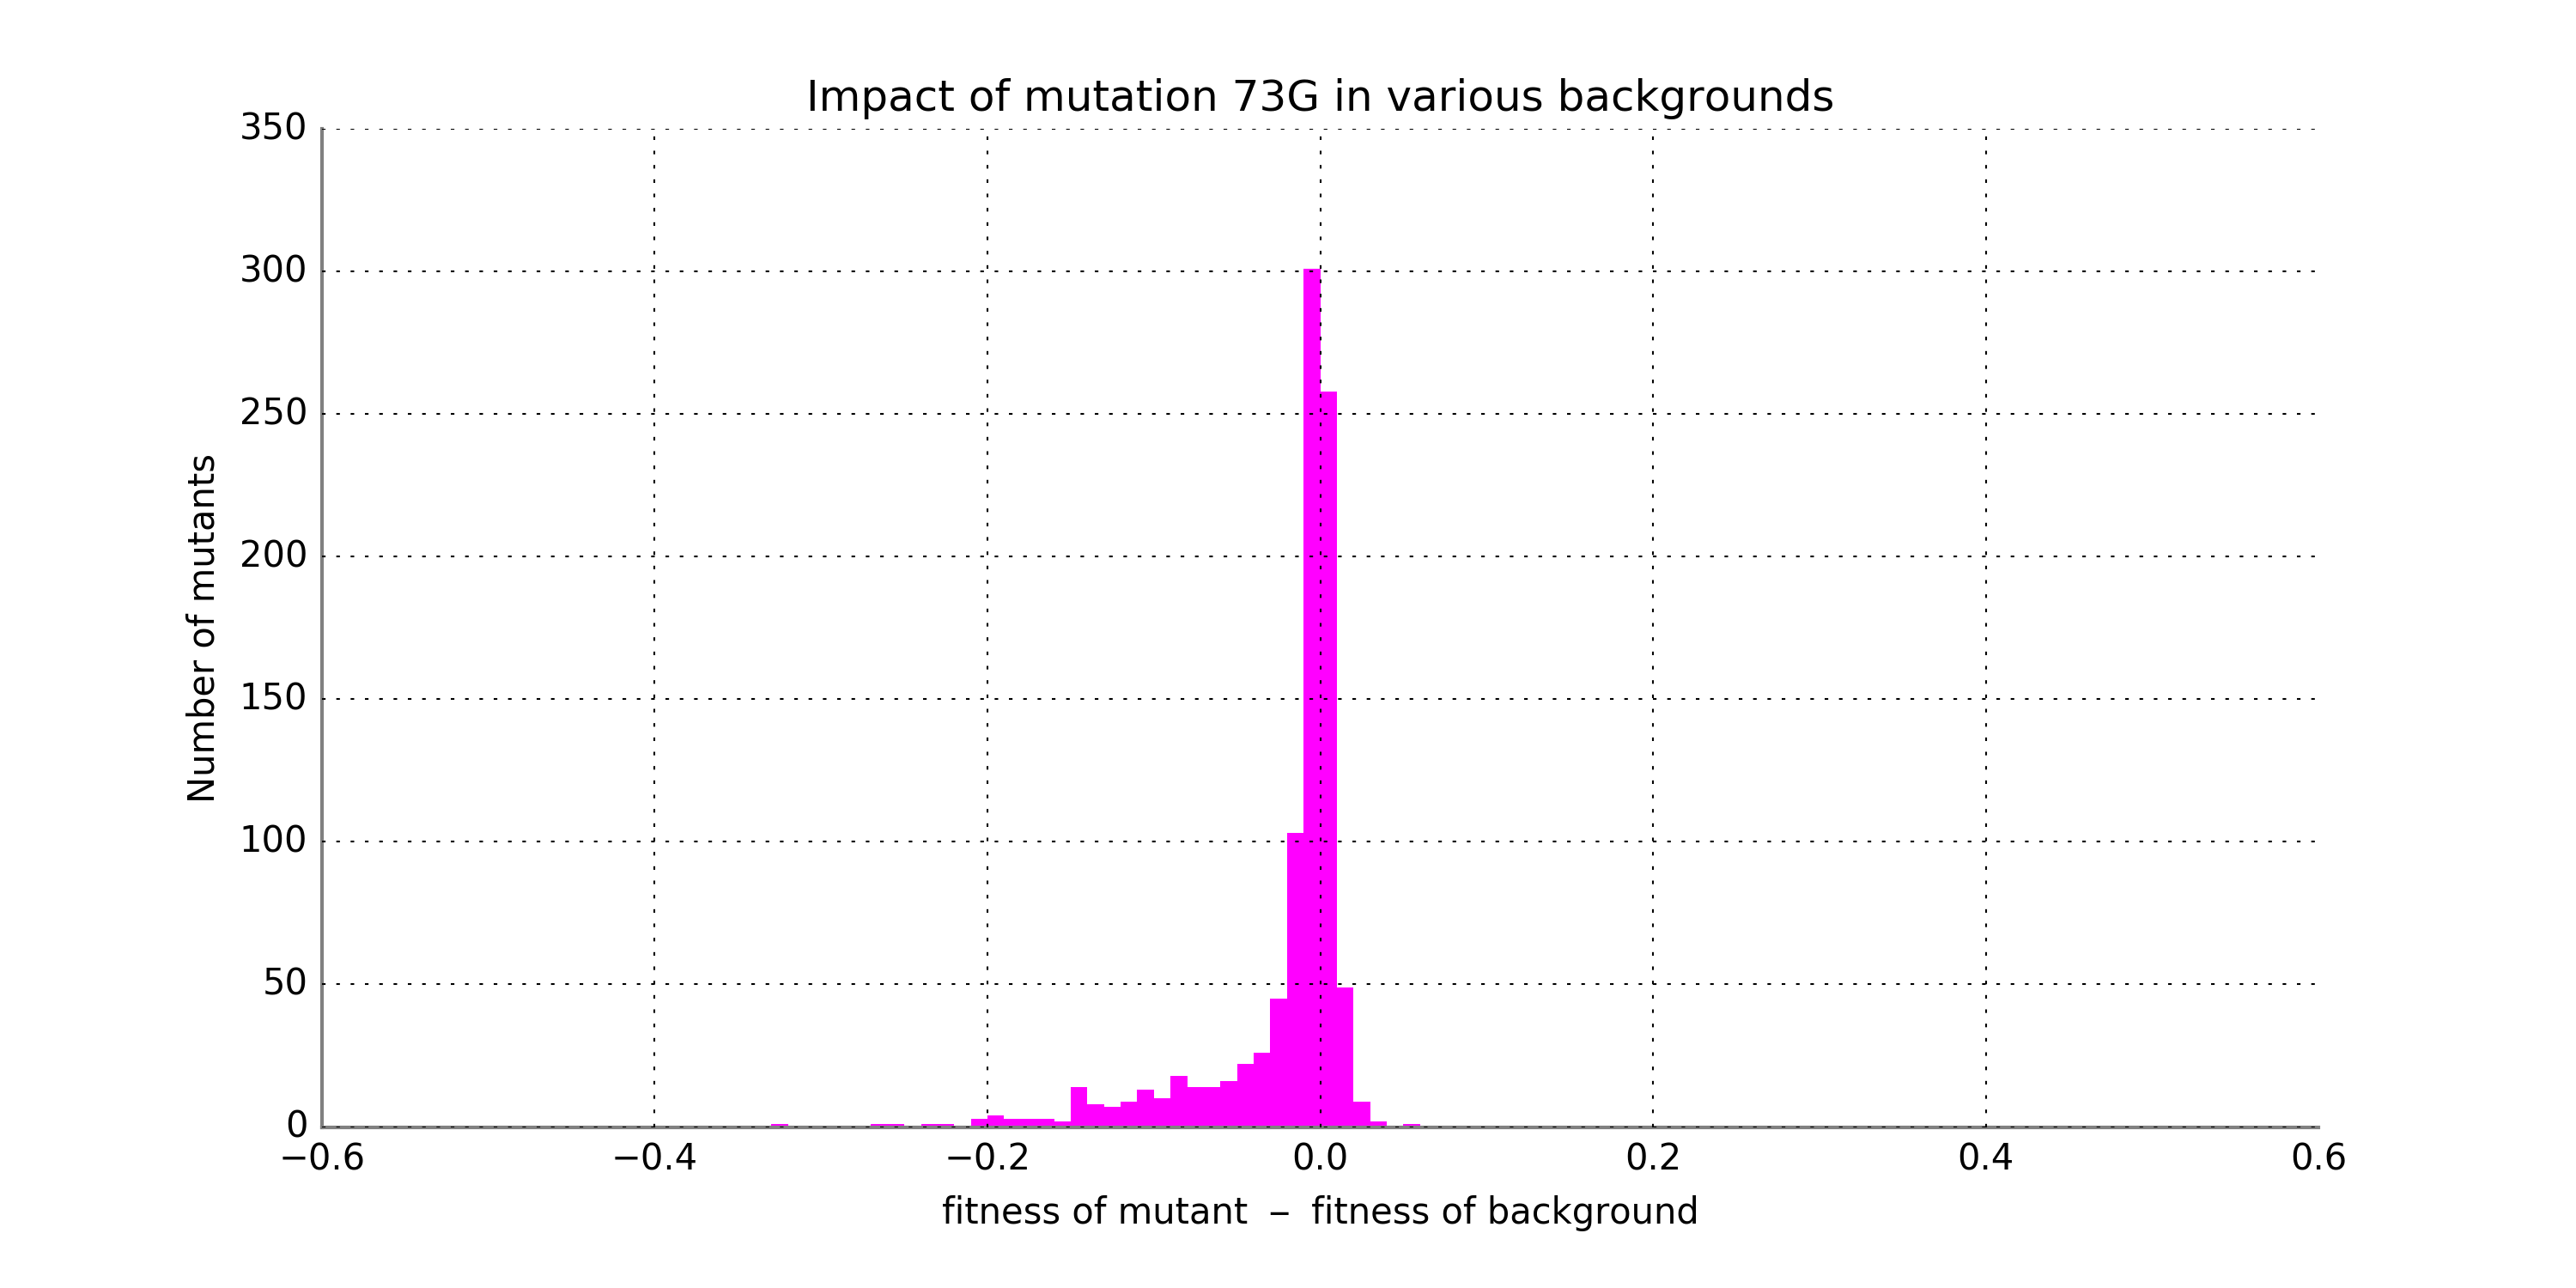 Impact of mutation 73G in various backgrounds
350
300
250
200
150
100
50
0
Number of mutants
−0.6 −0.4 −0.2 0.0 0.2 0.4 0.6
fitness of mutant − fitness of background